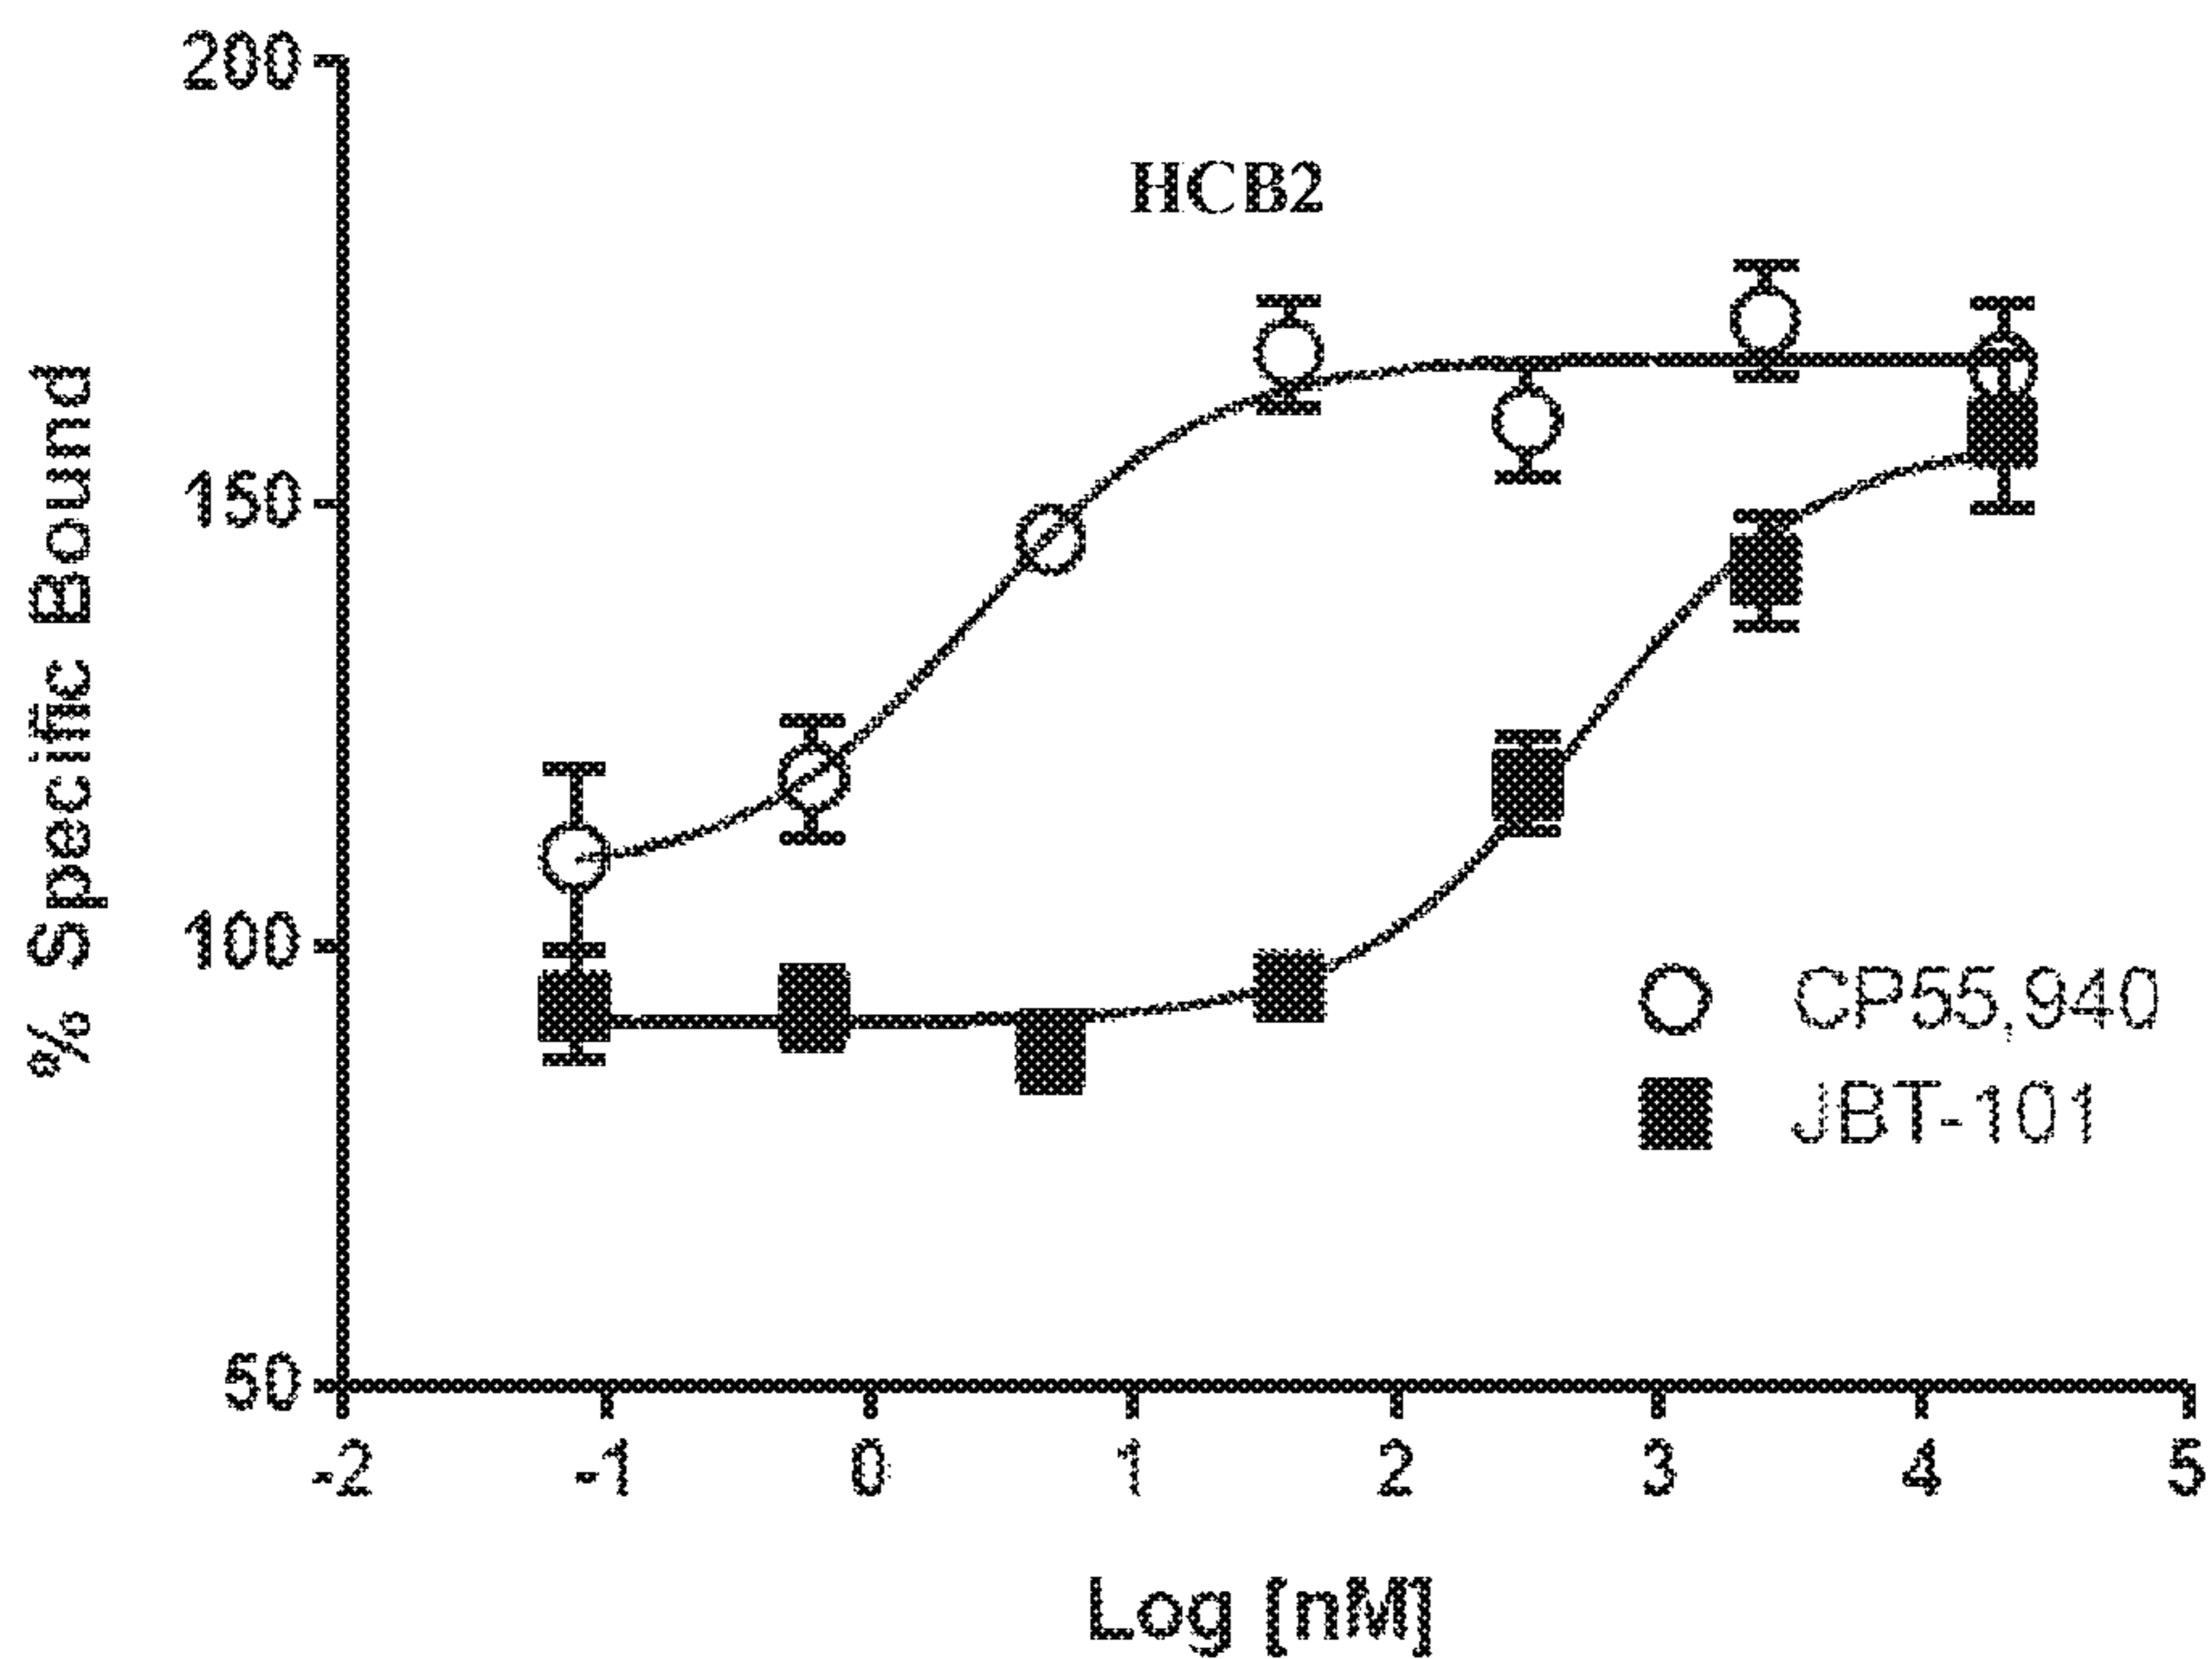 HCB2
% Specific Bound
200
150
100
50
CP55,940
JBT-101
-2 -1 0 1 2 3 4 5
Log [nM]